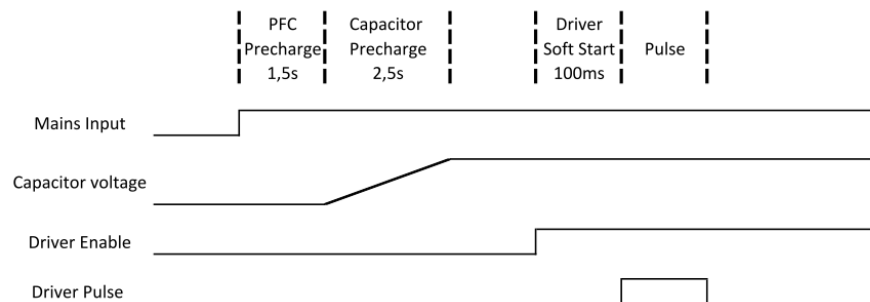 PFC
Precharge
1,5s
Capacitor
Precharge
2,5s
Driver
Soft Start
100ms
Pulse
Mains Input
Capacitor voltage
Driver Enable
Driver Pulse